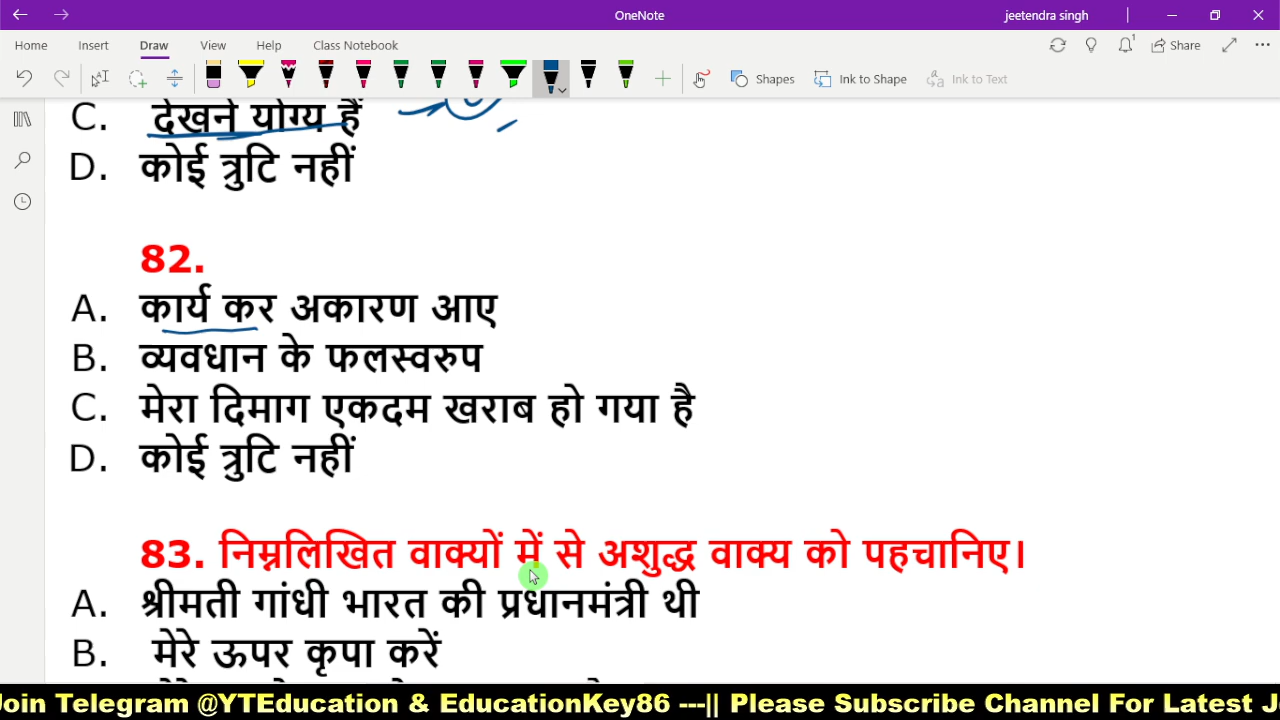 OneNote
jeetendra singh
Home Insert Draw View Help Class Notebook
Share
Shapes Ink to Shape Ink to Text
C. देखने योग्य हैं
D. कोई त्रुटि नहीं
82.
A. कार्य कर अकारण आए
B. व्यवधान के फलस्वरुप
C. मेरा दिमाग एकदम खराब हो गया है
D. कोई त्रुटि नहीं
83. निम्नलिखित वाक्यों में से अशुद्ध वाक्य को पहचानिए।
A. श्रीमती गांधी भारत की प्रधानमंत्री थी
B. मेरे ऊपर कृपा करें
Join Telegram @YTEducation & EducationKey86 ---|| Please Subscribe Channel For Latest J